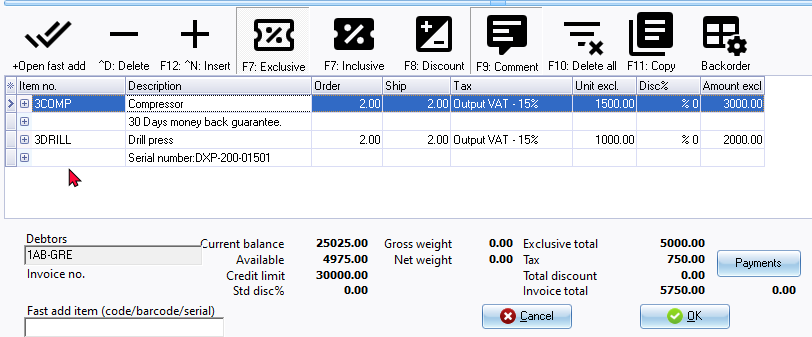 +Open fast add ^D: Delete F12: ^N: Insert F7: Exclusive F7: Inclusive F8: Discount F9: Comment F10: Delete all F11: Copy Backorder
Item no. Description Order Ship Tax Unit excl. Disc% Amount excl
3COMP Compressor 2.00 2.00 Output VAT - 15% 1500.00 % 0 3000.00
30 Days money back guarantee.
3DRILL Drill press 2.00 2.00 Output VAT - 15% 1000.00 % 0 2000.00
Serial number:DXP-200-01501
Debtors
1AB-GRE
Invoice no.
Current balance 25025.00 Gross weight 0.00 Exclusive total 5000.00
Available 4975.00 Net weight 0.00 Tax 750.00 Payments
Credit limit 30000.00 Total discount 0.00
Std disc% 0.00 Invoice total 5750.00 0.00
Fast add item (code/barcode/serial)
Cancel OK